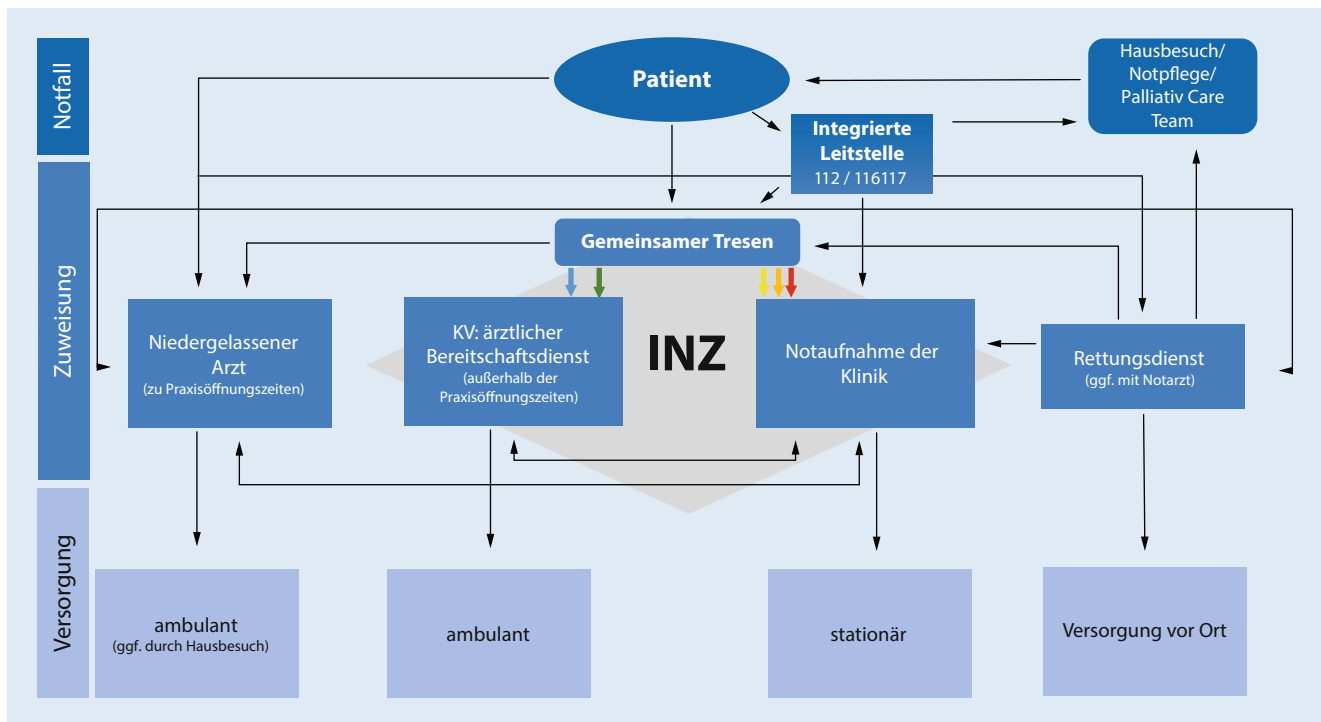 Notfall
Patient
Hausbesuch/
Notpflege/
Palliativ Care
Team
Integrierte
Leitstelle
112 / 116117
Zuweisung
Gemeinsamer Tresen
Niedergelassener
Arzt
(zu Praxisöffnungszeiten)
KV: ärztlicher
Bereitschaftsdienst
(außerhalb der
Praxisöffnungszeiten)
INZ
Notaufnahme der
Klinik
Rettungsdienst
(ggf. mit Notarzt)
Versorgung
ambulant
(ggf. durch Hausbesuch)
ambulant
stationär
Versorgung vor Ort